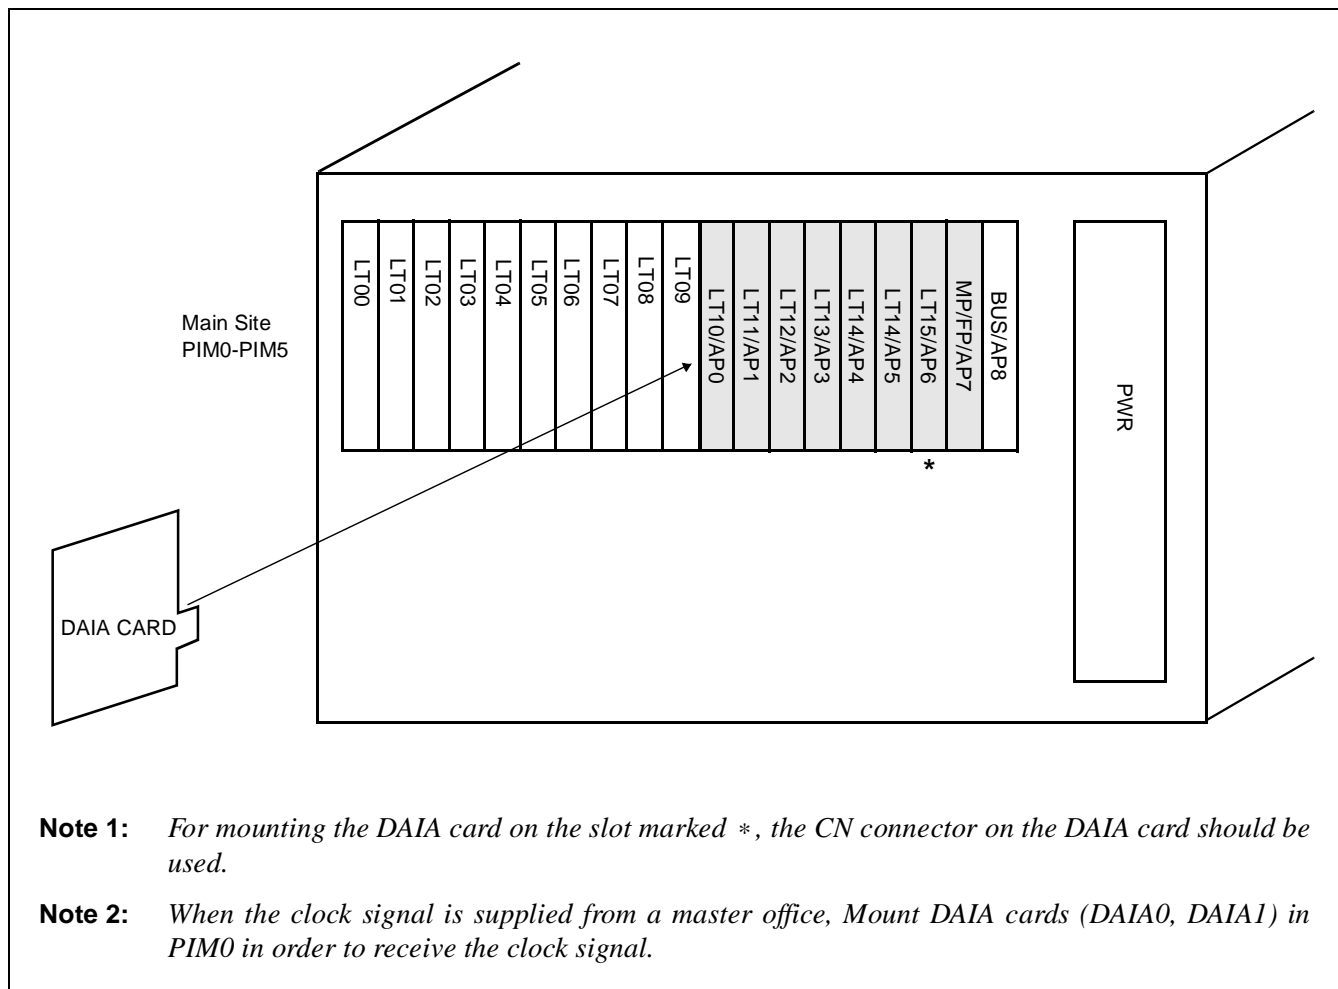 Main Site
PIM0-PIM5
LT00
LT01
LT02
LT03
LT04
LT05
LT06
LT07
LT08
LT09
LT10/AP0
LT11/AP1
LT12/AP2
LT13/AP3
LT14/AP4
LT14/AP5
LT15/AP6
MP/FP/AP7
BUS/AP8
PWR
*
DAIA CARD
Note 1: For mounting the DAIA card on the slot marked *, the CN connector on the DAIA card should be
used.
Note 2: When the clock signal is supplied from a master office, Mount DAIA cards (DAIA0, DAIA1) in
PIM0 in order to receive the clock signal.